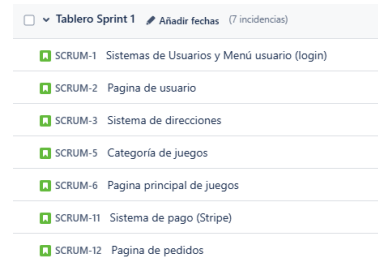 Tablero Sprint 1 Añadir fechas (7 incidencias)
SCRUM-1 Sistemas de Usuarios y Menú usuario (login)
SCRUM-2 Pagina de usuario
SCRUM-3 Sistema de direcciones
SCRUM-5 Categoría de juegos
SCRUM-6 Pagina principal de juegos
SCRUM-11 Sistema de pago (Stripe)
SCRUM-12 Pagina de pedidos